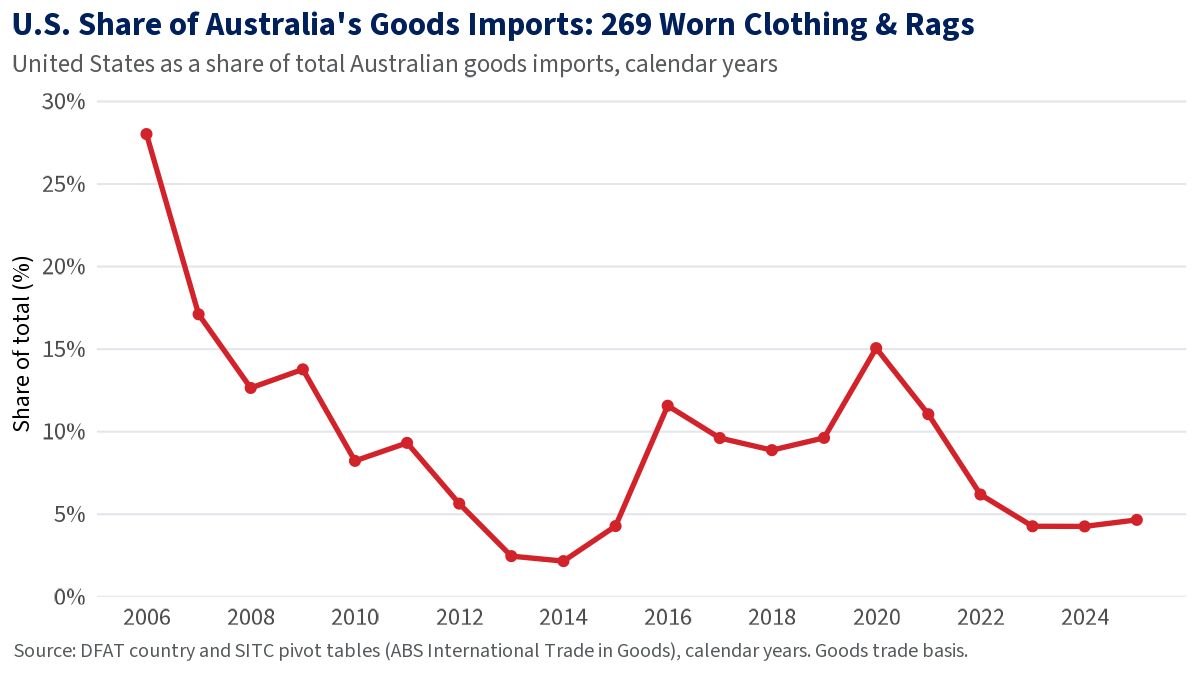 U.S. Share of Australia's Goods Imports: 269 Worn Clothing & Rags
United States as a share of total Australian goods imports, calendar years
Share of total (%)
30%
25%
20%
15%
10%
5%
0%
2006 2008 2010 2012 2014 2016 2018 2020 2022 2024
Source: DFAT country and SITC pivot tables (ABS International Trade in Goods), calendar years. Goods trade basis.